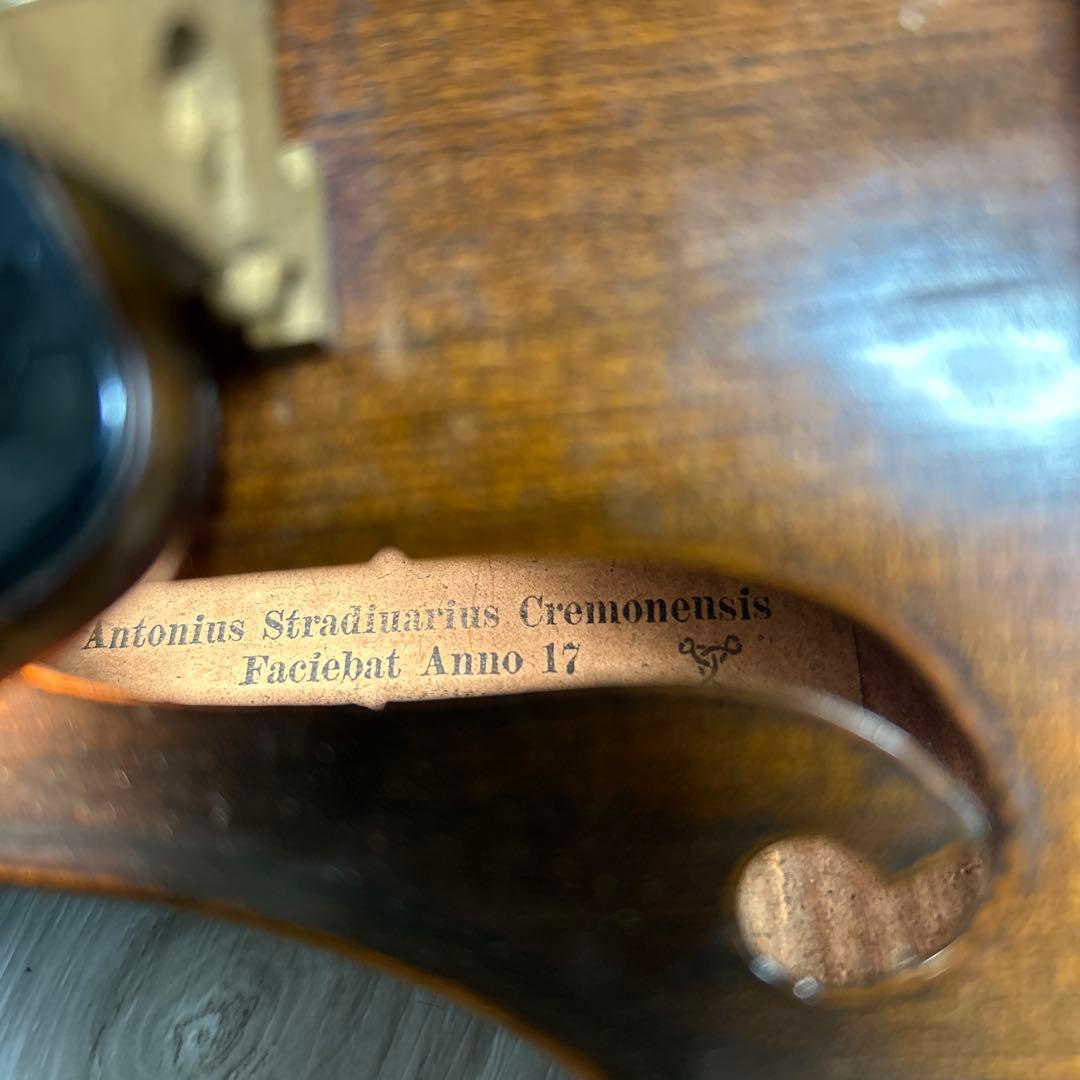 Antonius Stradiuarius Cremonensis
Faciebat Anno 17